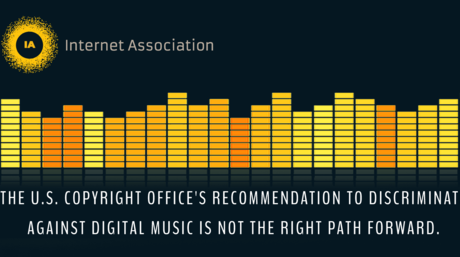 IA
Internet Association
THE U.S. COPYRIGHT OFFICE'S RECOMMENDATION TO DISCRIMINAT
AGAINST DIGITAL MUSIC IS NOT THE RIGHT PATH FORWARD.